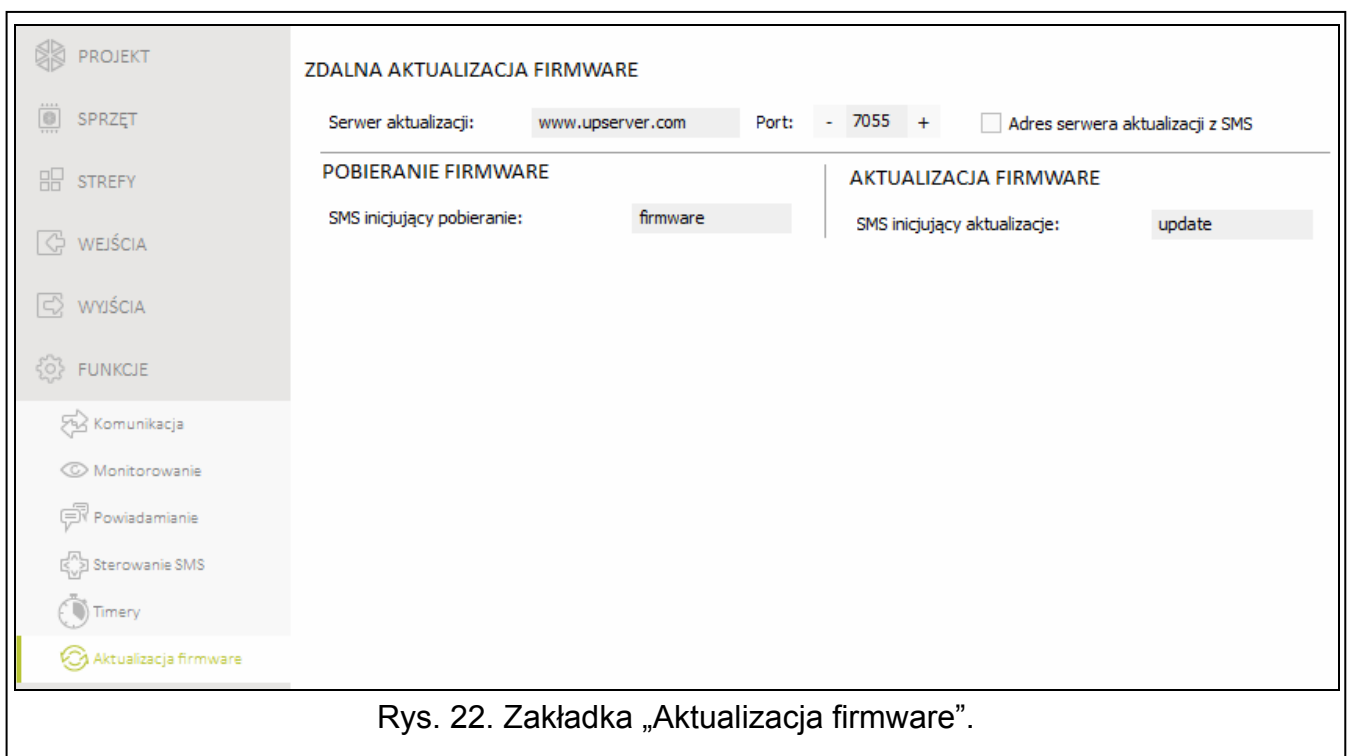 PROJEKT
SPRZĘT
STREFY
WEJŚCIA
WYJŚCIA
FUNKCJE
Komunikacja
Monitorowanie
Powiadamianie
Sterowanie SMS
Timery
Aktualizacja firmware
ZDALNA AKTUALIZACJA FIRMWARE
Serwer aktualizacji: www.upserver.com Port: - 7055 + Adres serwera aktualizacji z SMS
POBIERANIE FIRMWARE
SMS inicjujący pobieranie: firmware
AKTUALIZACJA FIRMWARE
SMS inicjujący aktualizacje: update
Rys. 22. Zakładka „Aktualizacja firmware”.